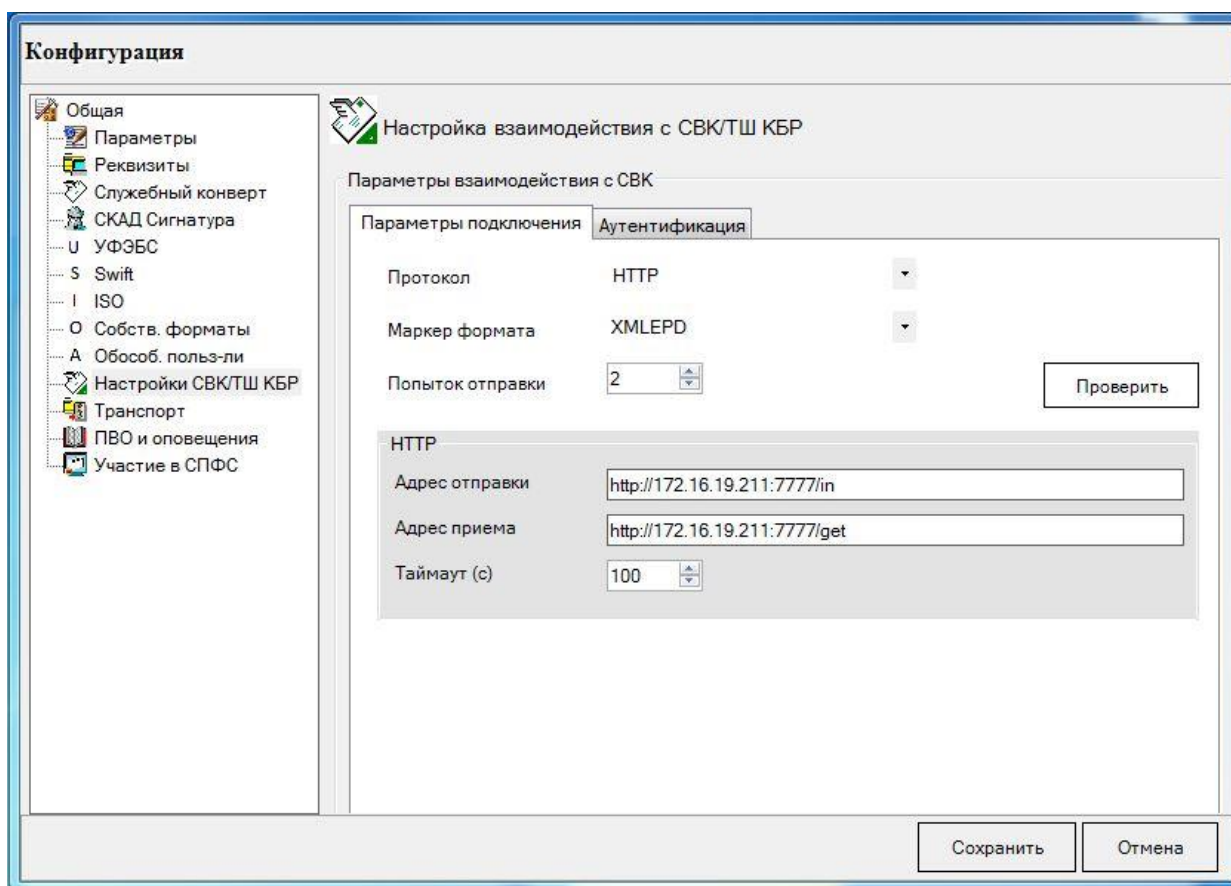 Конфигурация
Общая
Параметры
Реквизиты
Служебный конверт
СКАД Сигнатура
U УФЭБС
S Swift
I ISO
O Собств. форматы
A Обособ. польз-ли
Настройки СВК/ТШ КБР
Транспорт
ПВО и оповещения
Участие в СПФС
Настройка взаимодействия с СВК/ТШ КБР
Параметры взаимодействия с СВК
Параметры подключения Аутентификация
Протокол HTTP
Маркер формата XMLEPD
Попыток отправки 2 Проверить
HTTP
Адрес отправки http://172.16.19.211:7777/in
Адрес приема http://172.16.19.211:7777/get
Таймаут (с) 100
Сохранить Отмена